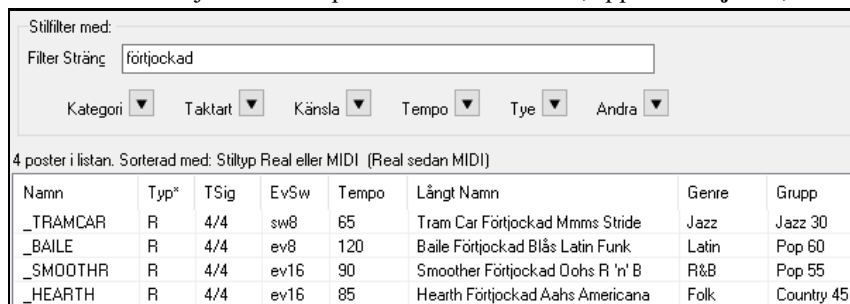 Stilfilter med:
Filter Sträng förtjockad
Kategori Taktart Känsla Tempo Tye Andra
4 poster i listan. Sorterad med: Stiltyp Real eller MIDI (Real sedan MIDI)
Namn Typ* TSig EvSw Tempo Långt Namn Genre Grupp
_TRAMCAR R 4/4 sw8 65 Tram Car Förtjockad Mmms Stride Jazz Jazz 30
_BAILE R 4/4 ev8 120 Baile Förtjockad Blås Latin Funk Latin Pop 60
_SMOOTHR R 4/4 ev16 90 Smoother Förtjockad Oohs R 'n' B R&B Pop 55
_HEARTH R 4/4 ev16 85 Hearth Förtjockad Aahs Americana Folk Country 45